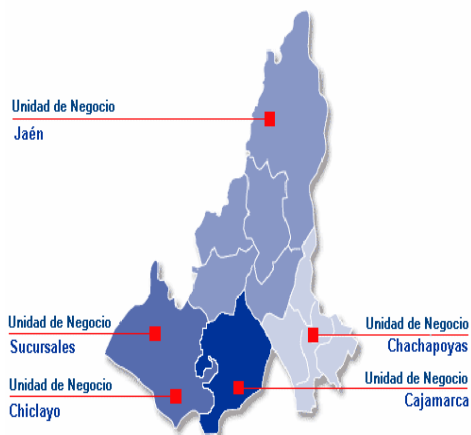 Unidad de Negocio
Jaén
Unidad de Negocio
Sucursales
Unidad de Negocio
Chachapoyas
Unidad de Negocio
Chiclayo
Unidad de Negocio
Cajamarca